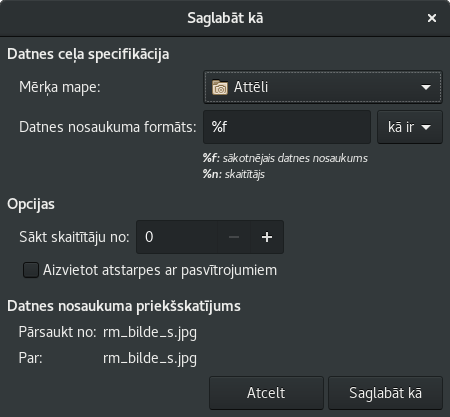 Saglabāt kā
Datnes ceļa specifikācija
Mērķa mape: Attēli
Datnes nosaukuma formāts: %f kā ir
%f: sākotnējais datnes nosaukums
%n: skaitītājs
Opcijas
Sākt skaitītāju no: 0
Aizvietot atstarpes ar pasvītrojumiem
Datnes nosaukuma priekšskatījums
Pārsaukt no: rm_bilde_s.jpg
Par: rm_bilde_s.jpg
Atcelt Saglabāt kā